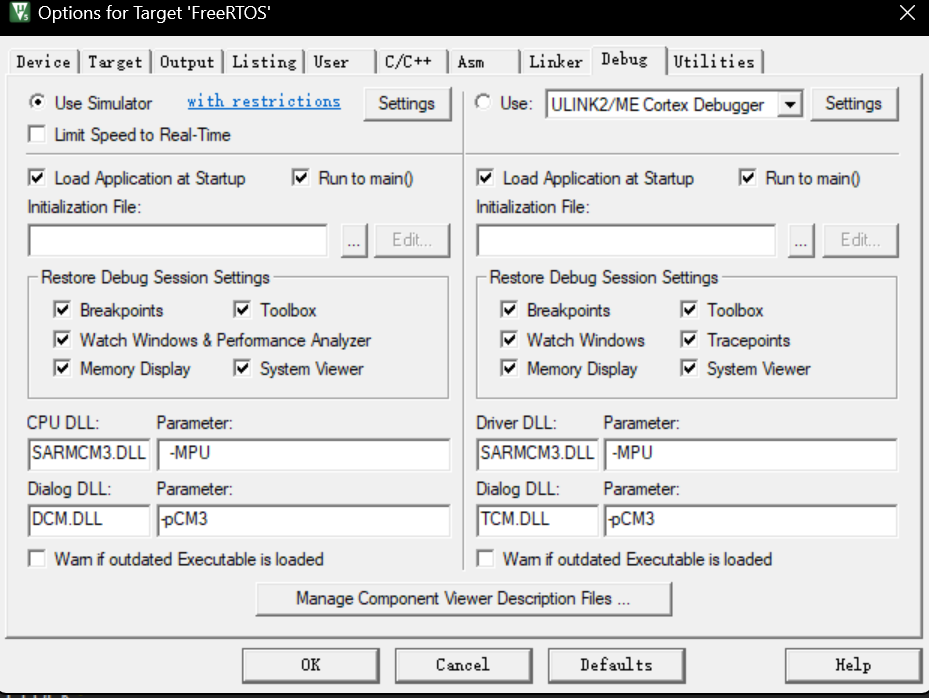 Options for Target 'FreeRTOS'
Device Target Output Listing User C/C++ Asm Linker Debug Utilities
Use Simulator with restrictions Settings
Limit Speed to Real-Time
Load Application at Startup Run to main()
Initialization File:
... Edit...
Restore Debug Session Settings
Breakpoints Toolbox
Watch Windows & Performance Analyzer
Memory Display System Viewer
CPU DLL: Parameter:
SARMCM3.DLL -MPU
Dialog DLL: Parameter:
DCM.DLL -pCM3
Warn if outdated Executable is loaded
Use: ULINK2/ME Cortex Debugger Settings
Load Application at Startup Run to main()
Initialization File:
... Edit...
Restore Debug Session Settings
Breakpoints Toolbox
Watch Windows Tracepoints
Memory Display System Viewer
Driver DLL: Parameter:
SARMCM3.DLL -MPU
Dialog DLL: Parameter:
TCM.DLL -pCM3
Warn if outdated Executable is loaded
Manage Component Viewer Description Files ...
OK Cancel Defaults Help